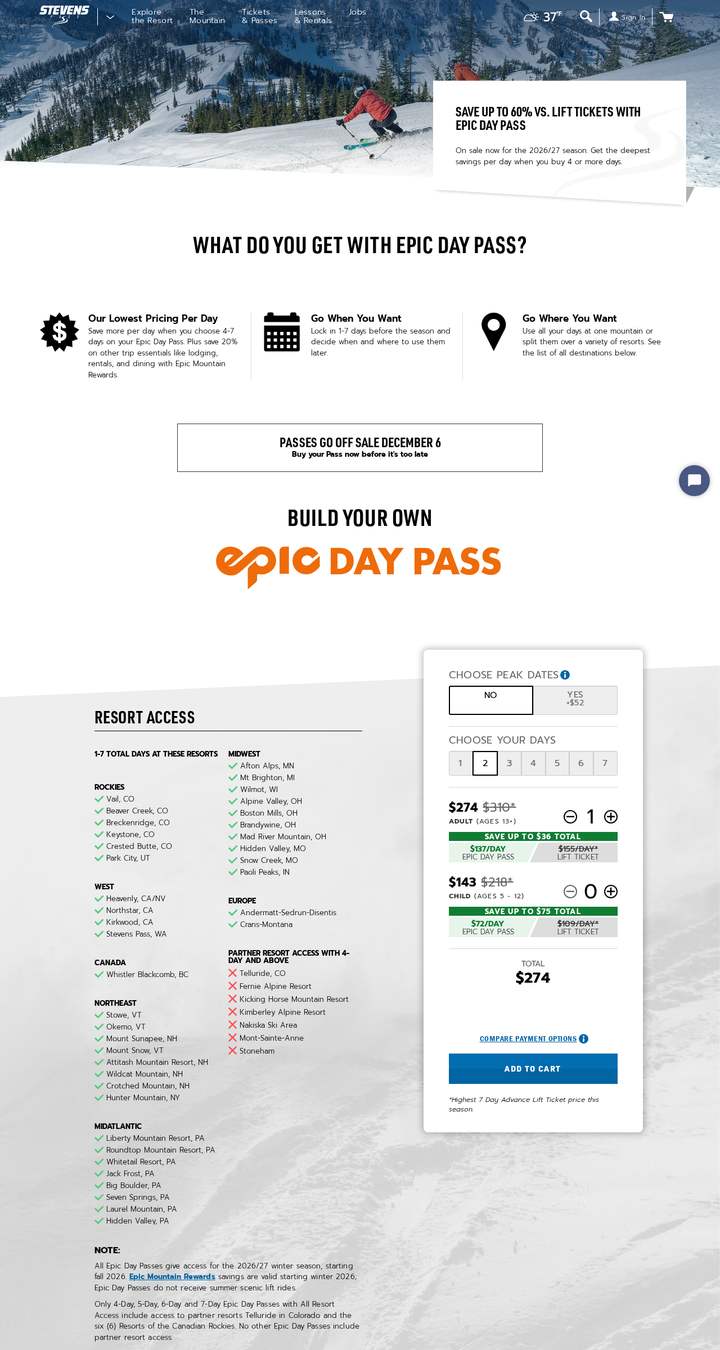 STEVENS
Explore the Resort
The Mountain
Tickets & Passes
Lessons & Rentals
Jobs
37°F
Sign In
SAVE UP TO 60% VS. LIFT TICKETS WITH
EPIC DAY PASS
On sale now for the 2026/27 season. Get the deepest
savings per day when you buy 4 or more days.
WHAT DO YOU GET WITH EPIC DAY PASS?
Our Lowest Pricing Per Day
Save more per day when you choose 4-7
days on your Epic Day Pass. Plus save 20%
on other trip essentials like lodging,
rentals, and dining with Epic Mountain
Rewards
Go When You Want
Lock in 1-7 days before the season and
decide when and where to use them
later.
Go Where You Want
Use all your days at one mountain or
split them over a variety of resorts. See
the list of all destinations below.
PASSES GO OFF SALE DECEMBER 6
Buy your Pass now before it's too late
BUILD YOUR OWN
epic DAY PASS
RESORT ACCESS
1-7 TOTAL DAYS AT THESE RESORTS
ROCKIES
Vail, CO
Beaver Creek, CO
Breckenridge, CO
Keystone, CO
Crested Butte, CO
Park City, UT
WEST
Heavenly, CA/NV
Northstar, CA
Kirkwood, CA
Stevens Pass, WA
CANADA
Whistler Blackcomb, BC
NORTHEAST
Stowe, VT
Okemo, VT
Mount Sunapee, NH
Mount Snow, VT
Attitash Mountain Resort, NH
Wildcat Mountain, NH
Crotched Mountain, NH
Hunter Mountain, NY
MIDATLANTIC
Liberty Mountain Resort, PA
Roundtop Mountain Resort, PA
Whitetail Resort, PA
Jack Frost, PA
Big Boulder, PA
Seven Springs, PA
Laurel Mountain, PA
Hidden Valley, PA
MIDWEST
Afton Alps, MN
Mt Brighton, MI
Wilmot, WI
Alpine Valley, OH
Boston Mills, OH
Brandywine, OH
Mad River Mountain, OH
Hidden Valley, MO
Snow Creek, MO
Paoli Peaks, IN
EUROPE
Andermatt-Sedrun-Disentis
Crans-Montana
PARTNER RESORT ACCESS WITH 4-
DAY AND ABOVE
Telluride, CO
Fernie Alpine Resort
Kicking Horse Mountain Resort
Kimberley Alpine Resort
Nakiska Ski Area
Mont-Sainte-Anne
Stoneham
NOTE:
All Epic Day Passes give access for the 2026/27 winter season, starting
fall 2026. Epic Mountain Rewards savings are valid starting winter 2026;
Epic Day Passes do not receive summer scenic lift rides.
Only 4-Day, 5-Day, 6-Day and 7-Day Epic Day Passes with All Resort
Access include access to partner resorts Telluride in Colorado and the
six (6) Resorts of the Canadian Rockies. No other Epic Day Passes include
partner resort access.
CHOOSE PEAK DATES
NO
YES
+$52
CHOOSE YOUR DAYS
1 2 3 4 5 6 7
$274 $310*
ADULT (AGES 13+)
1
SAVE UP TO $36 TOTAL
$137/DAY
EPIC DAY PASS
$155/DAY*
LIFT TICKET
$143 $218*
CHILD (AGES 5 - 12)
0
SAVE UP TO $75 TOTAL
$72/DAY
EPIC DAY PASS
$109/DAY*
LIFT TICKET
TOTAL
$274
COMPARE PAYMENT OPTIONS
ADD TO CART
*Highest 7 Day Advance Lift Ticket price this
season.